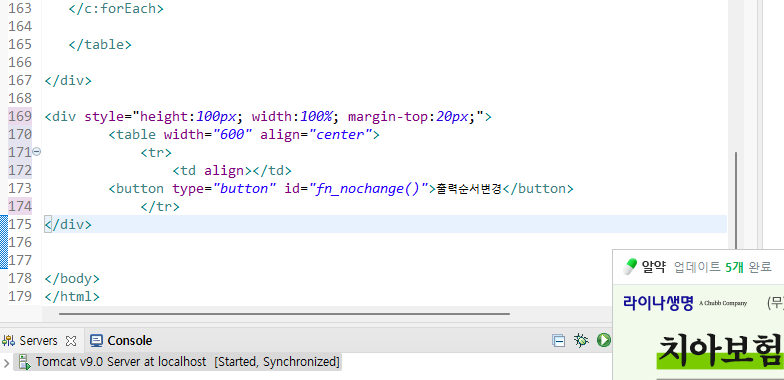 163 </c:forEach>
164
165 </table>
166
167 </div>
168
169 <div style="height:100px; width:100%; margin-top:20px;">
170 <table width="600" align="center">
171 <tr>
172 <td align></td>
173 <button type="button" id="fn_nochange()">출력순서변경</button>
174 </tr>
175 </div>
176
177
178 </body>
179 </html>
알약 업데이트 5개 완료
라이나생명 A Chubb Company (무)
치아보험
Servers Console
Tomcat v9.0 Server at localhost [Started, Synchronized]